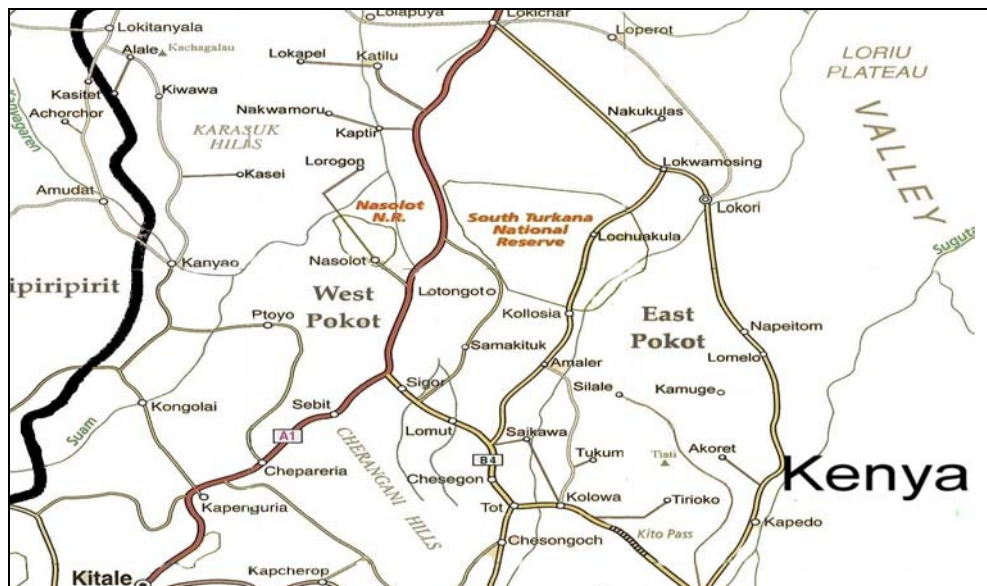 Lolapuya
Lokichar
Lokitanyala
Loperot
Alale
Kachagalau
Lokapel
Katilu
LORIU
PLATEAU
Kasitet
Kiwawa
Achorchor
Nakwamoru
Nakukulas
VALLEY
KARASUK
HILLS
Kaptir
Lorogon
Lokwamosing
Kasei
Amudat
Nasolot
N.R.
South Turkana
National
Reserve
Lokori
Lochuakula
Suguta
Kanyao
Nasolot
ipiripirit
West
Pokot
Lotongot
Kollosia
East
Pokot
Ptoyo
Napeitom
Samakituk
Lomelo
Amaler
Sigor
Silale
Kamuge
Kongolai
Sebit
Suam
Lomut
A1
CHERANGANI HILLS
Saikawa
Akoret
B4
Tukum
Tiati
Chepareria
Chesegon
Kenya
Kapenguria
Tot
Kolowa
Tirioko
Kito Pass
Kapedo
Chesongoch
Kitale
Kapcherop